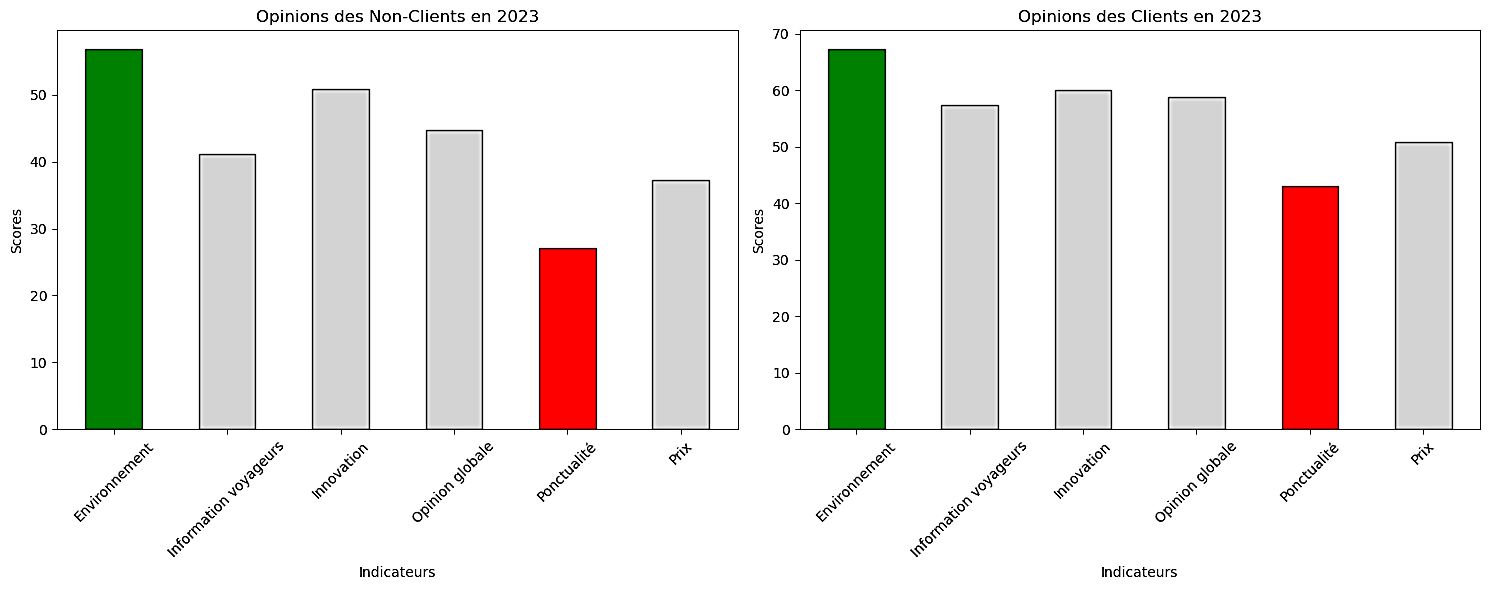 Opinions des Non-Clients en 2023
Scores
50
40
30
20
10
0
Environnement
Information voyageurs
Innovation
Opinion globale
Ponctualité
Prix
Indicateurs
Opinions des Clients en 2023
Scores
70
60
50
40
30
20
10
0
Environnement
Information voyageurs
Innovation
Opinion globale
Ponctualité
Prix
Indicateurs